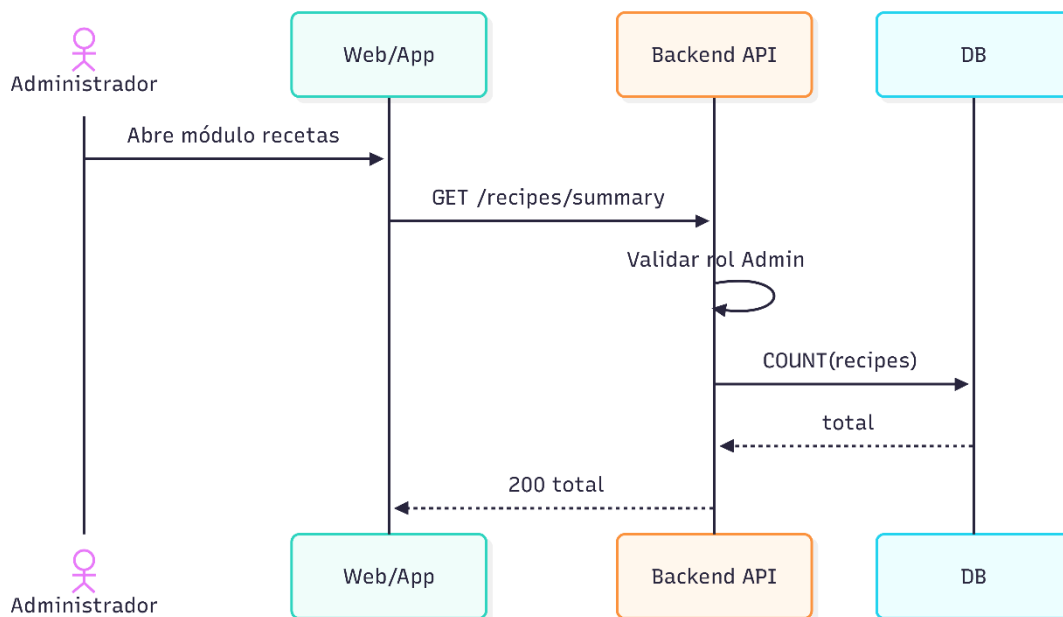 Administrador
Web/App
Backend API
DB
Abre módulo recetas
GET /recipes/summary
Validar rol Admin
COUNT(recipes)
total
200 total
Administrador
Web/App
Backend API
DB